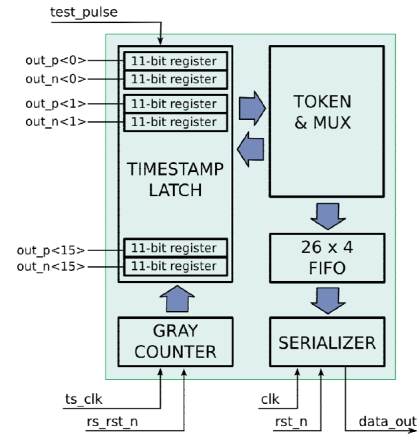 test_pulse
out_p<0>
11-bit register
out_n<0>
11-bit register
out_p<1>
11-bit register
out_n<1>
11-bit register
TIMESTAMP
LATCH
out_p<15>
11-bit register
out_n<15>
11-bit register
TOKEN
& MUX
26 x 4
FIFO
GRAY
COUNTER
SERIALIZER
ts_clk
rs_rst_n
clk
rst_n
data_out